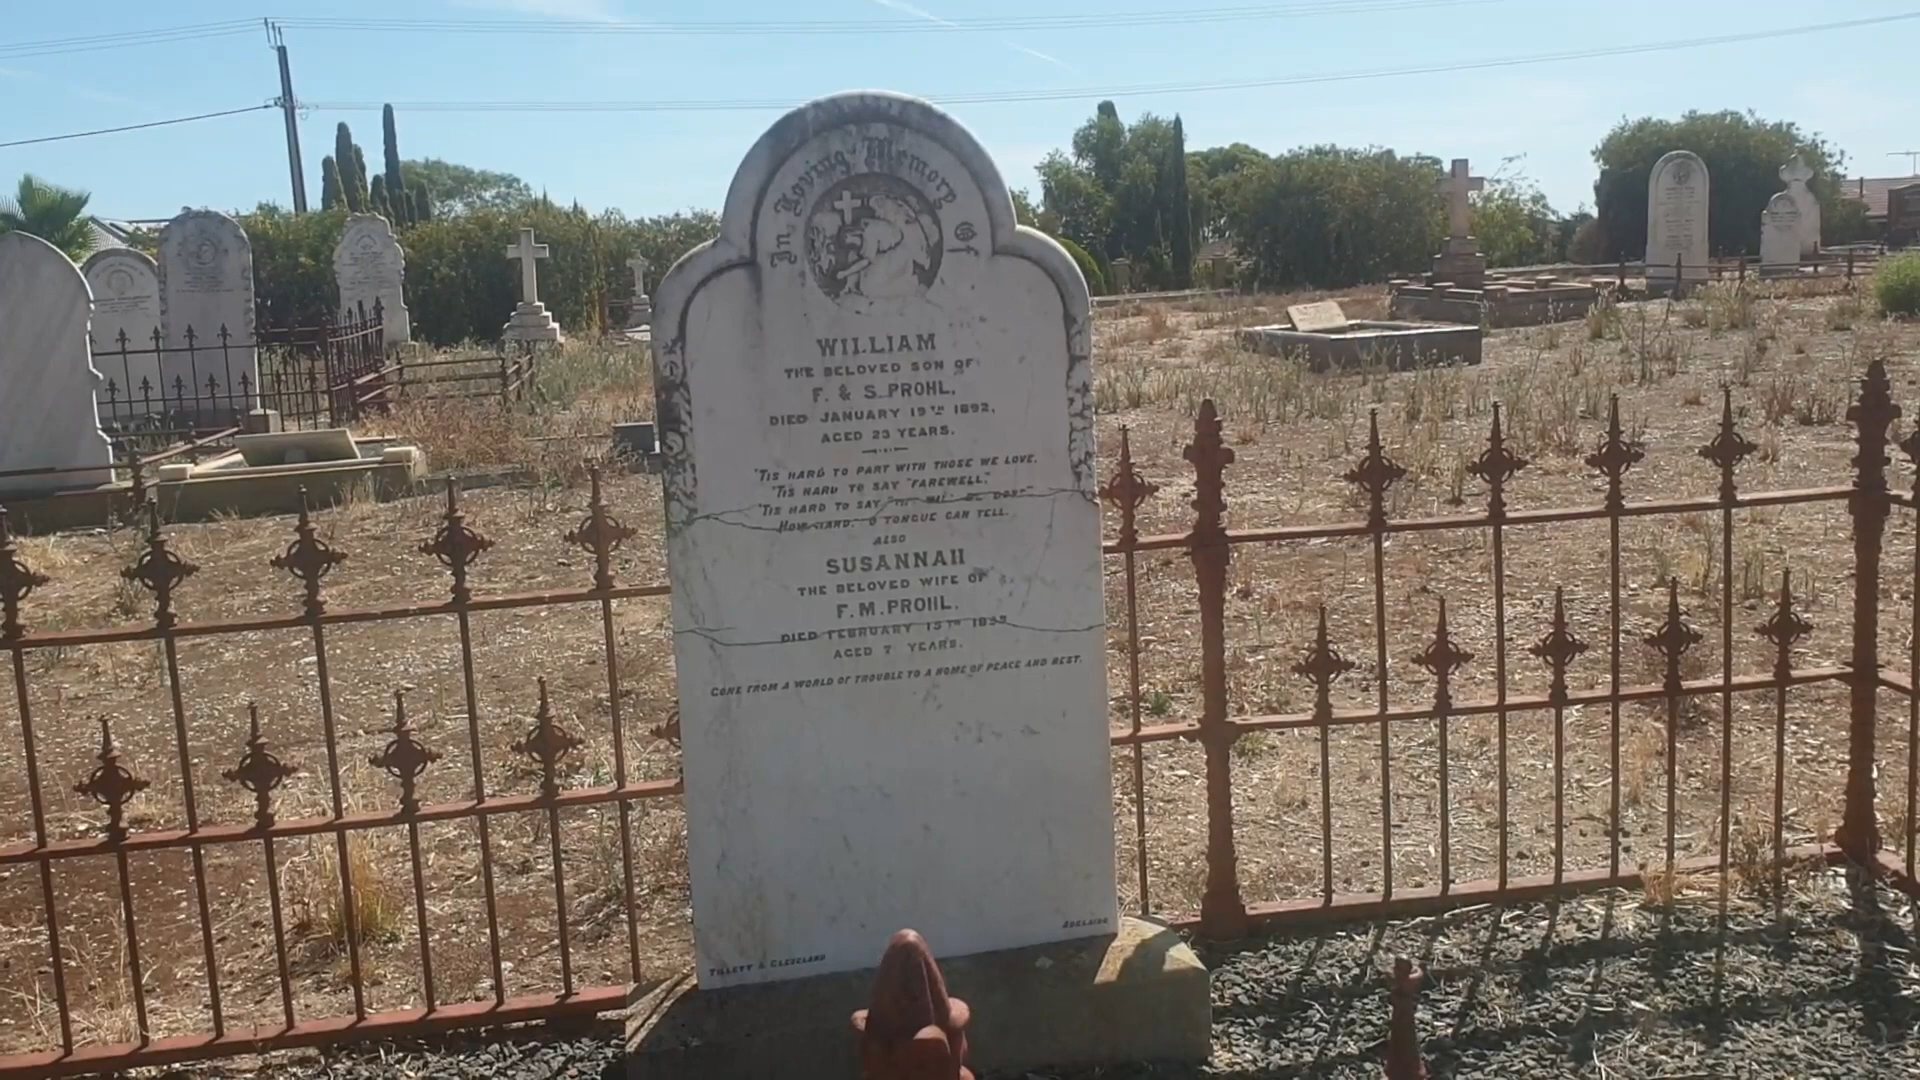 In Loving Memory Of
WILLIAM
THE BELOVED SON OF
F. & S. PROHL.
DIED JANUARY 19TH 1892,
AGED 23 YEARS.
'TIS HARD TO PART WITH THOSE WE LOVE.
'TIS HARD TO SAY "FAREWELL,"
'TIS HARD TO SAY
TONGUE CAN TELL.
ALSO
SUSANNAH
THE BELOVED WIFE OF
F. M. PROHL.
DIED FEBRUARY 15TH
AGED 7 YEARS.
GONE FROM A WORLD OF TROUBLE TO A HOME OF PEACE AND REST.
TILLETT & CLEVELAND
ADELAIDE